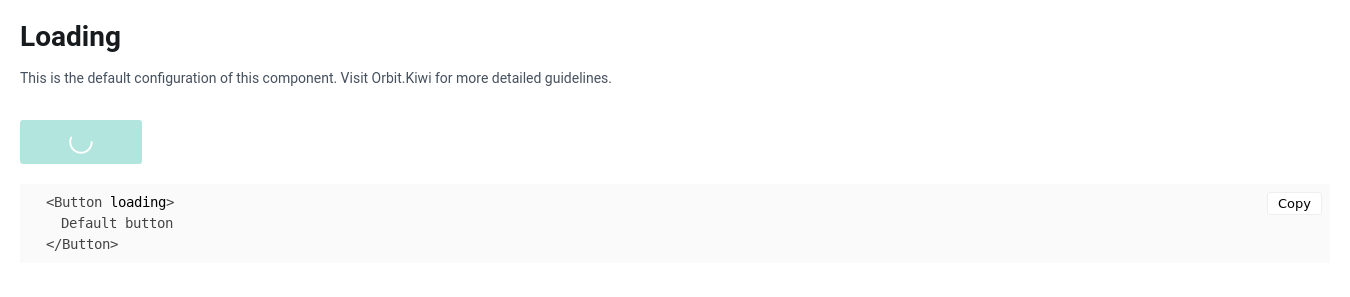 Loading
This is the default configuration of this component. Visit Orbit.Kiwi for more detailed guidelines.
<Button loading>
Copy
Default button
</Button>